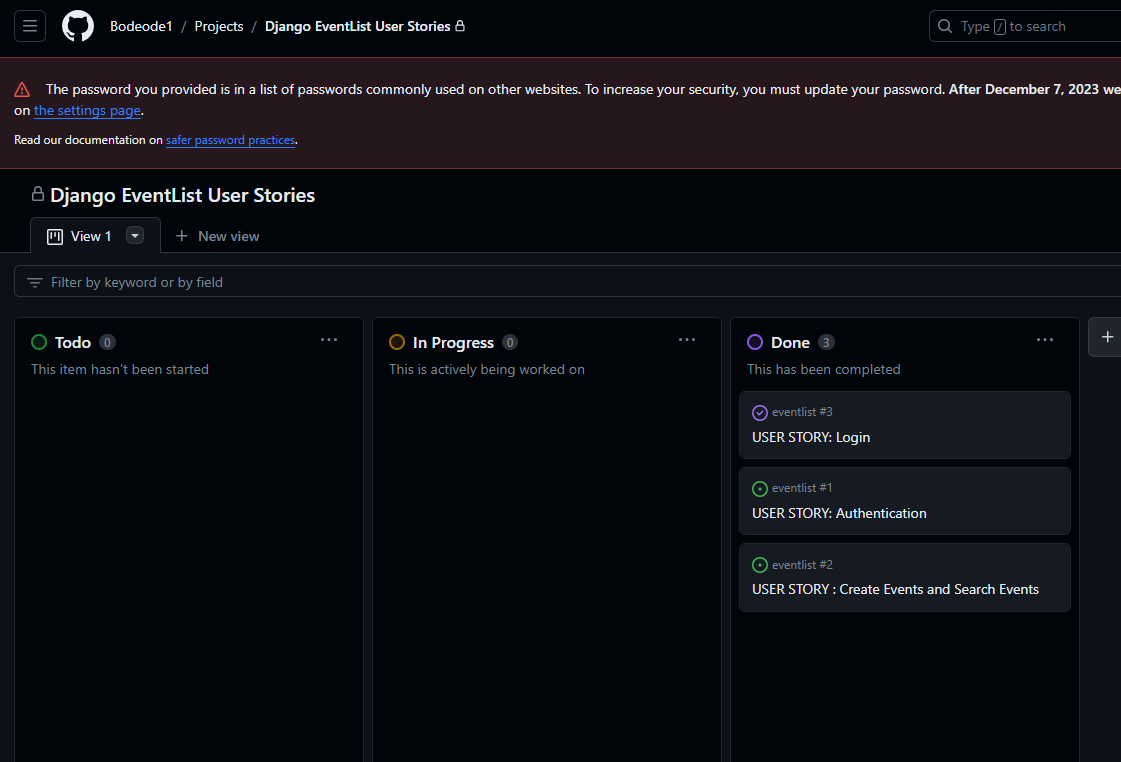 Bodeode1 / Projects / Django EventList User Stories
Type / to search
The password you provided is in a list of passwords commonly used on other websites. To increase your security, you must update your password. After December 7, 2023 we
on the settings page.
Read our documentation on safer password practices.
Django EventList User Stories
View 1
New view
Filter by keyword or by field
Todo 0
This item hasn't been started
In Progress 0
This is actively being worked on
Done 3
This has been completed
eventlist #3
USER STORY: Login
eventlist #1
USER STORY: Authentication
eventlist #2
USER STORY : Create Events and Search Events